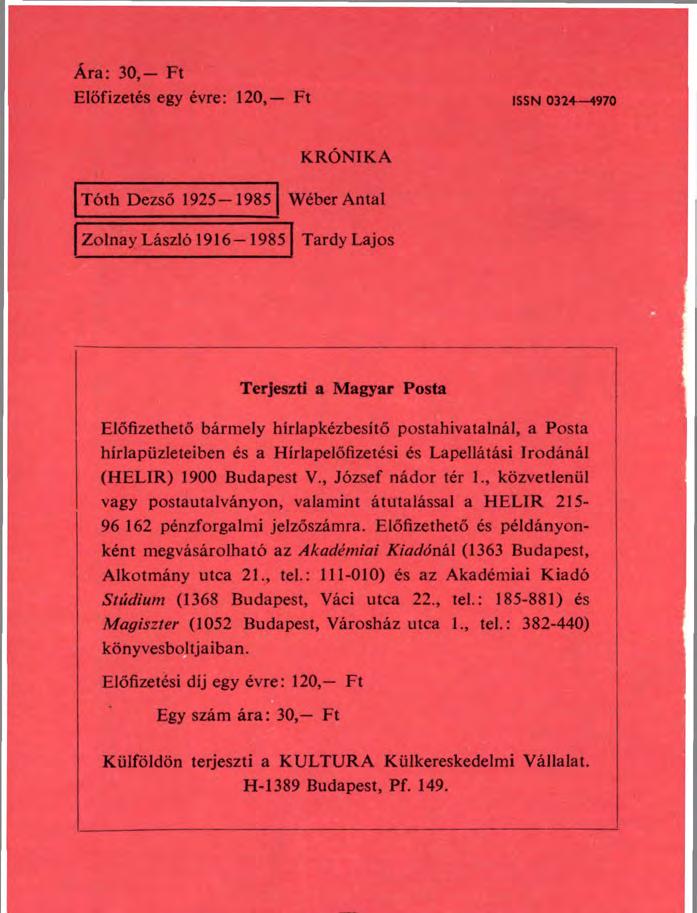 Ára: 30,— Ft
Előfizetés egy évre: 120,— Ft
ISSN 0324—4970
KRÓNIKA
Tóth Dezső 1925—1985 Wéber Antal
Zolnay László 1916—1985 Tardy Lajos
Terjeszti a Magyar Posta
Előfizethető bármely hírlapkézbesítő postahivatalnál, a Posta
hírlapüzleteiben és a Hírlapelőfizetési és Lapellátási Irodánál
(HELIR) 1900 Budapest V., József nádor tér 1., közvetlenül
vagy postautalványon, valamint átutalással a HELIR 215-
96 162 pénzforgalmi jelzőszámra. Előfizethető és példányon-
ként megvásárolható az Akadémiai Kiadónál (1363 Budapest,
Alkotmány utca 21., tel.: 111-010) és az Akadémiai Kiadó
Stúdium (1368 Budapest, Váci utca 22., tel.: 185-881) és
Magiszter (1052 Budapest, Városház utca 1., tel.: 382-440)
könyvesboltjaiban.
Előfizetési díj egy évre: 120,— Ft
Egy szám ára: 30,— Ft
Külföldön terjeszti a KULTURA Külkereskedelmi Vállalat.
H-1389 Budapest, Pf. 149.